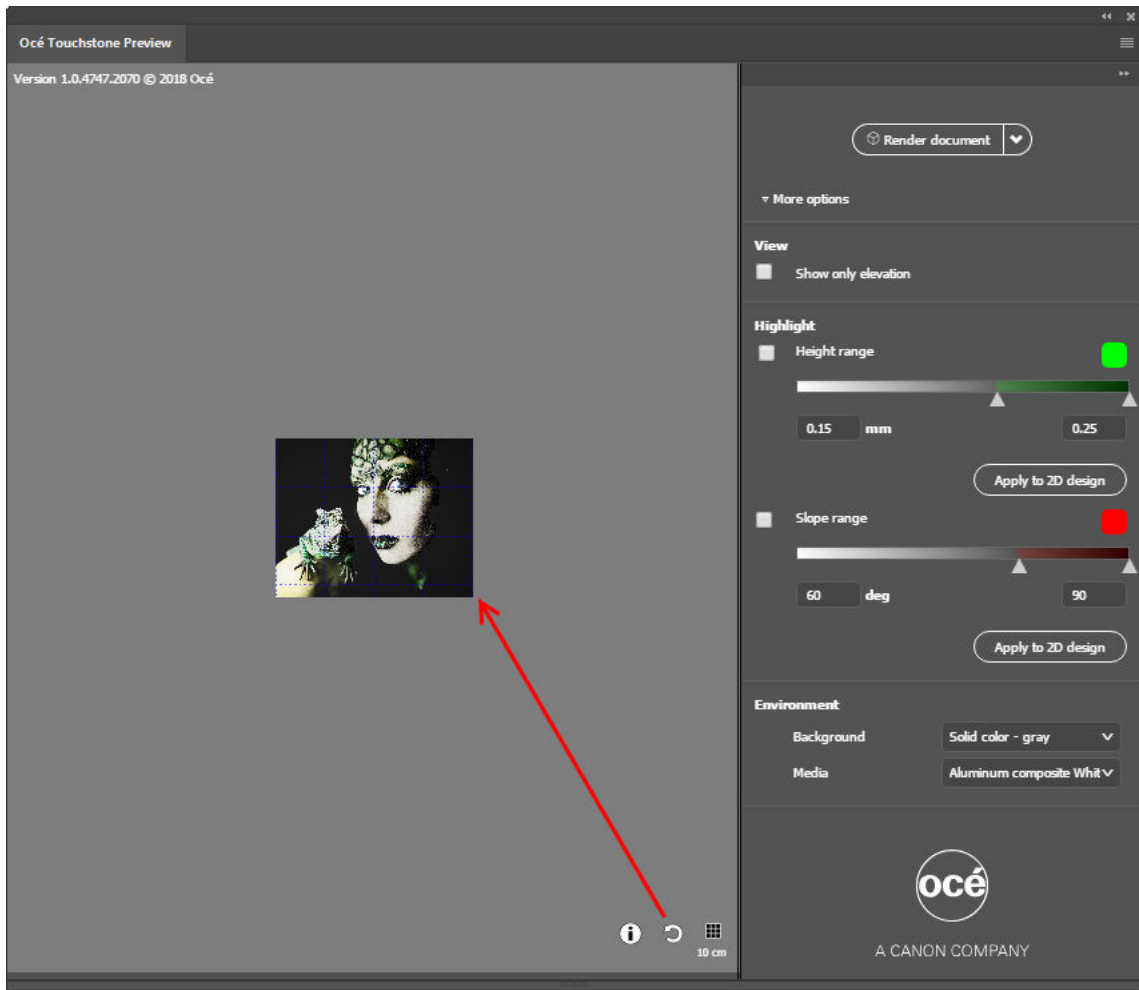 Océ Touchstone Preview
Version 1.0.4747.2070 © 2018 Océ
Render document
More options
View
Show only elevation
Highlight
Height range
0.15 mm 0.25
Apply to 2D design
Slope range
60 deg 90
Apply to 2D design
Environment
Background Solid color - gray
Media Aluminum composite Whit
océ
A CANON COMPANY
10 cm